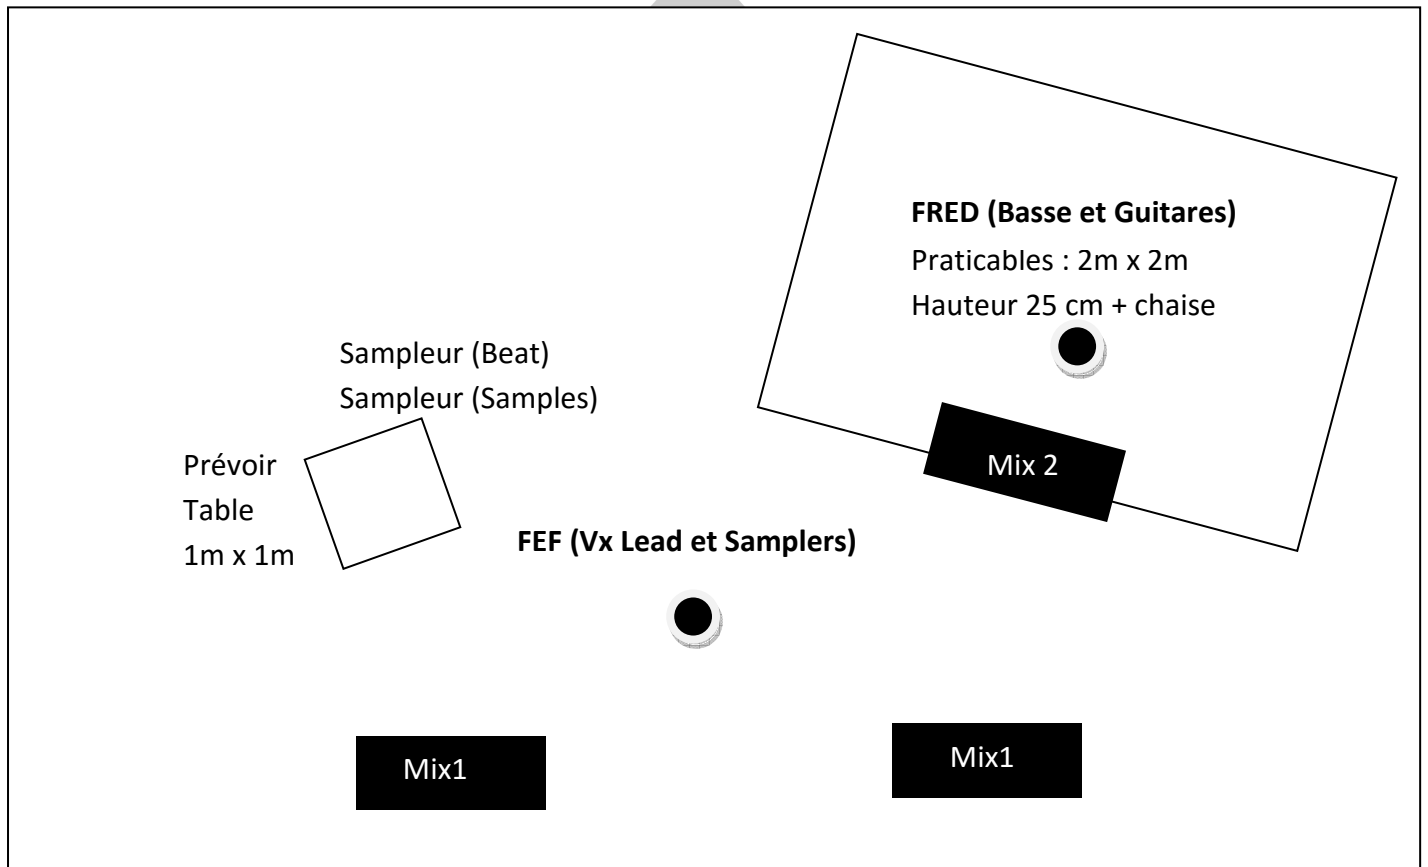 FRED (Basse et Guitares)
Praticables : 2m x 2m
Hauteur 25 cm + chaise
Sampleur (Beat)
Sampleur (Samples)
Prévoir
Table
1m x 1m
Mix 2
FEF (Vx Lead et Samplers)
Mix1
Mix1